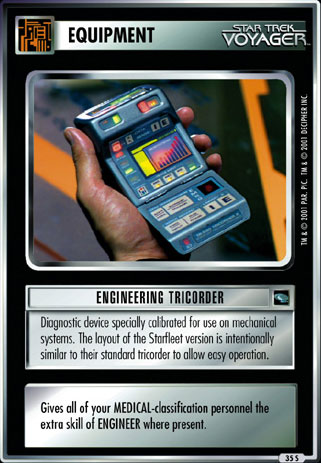 EQUIPMENT
STAR TREK
VOYAGER™
™ & © 2001 PAR. PIC. TM & © 2001 DECIPHER INC.
ENGINEERING TRICORDER
Diagnostic device specially calibrated for use on mechanical
systems. The layout of the Starfleet version is intentionally
similar to their standard tricorder to allow easy operation.
Gives all of your MEDICAL-classification personnel the
extra skill of ENGINEER where present.
35 S